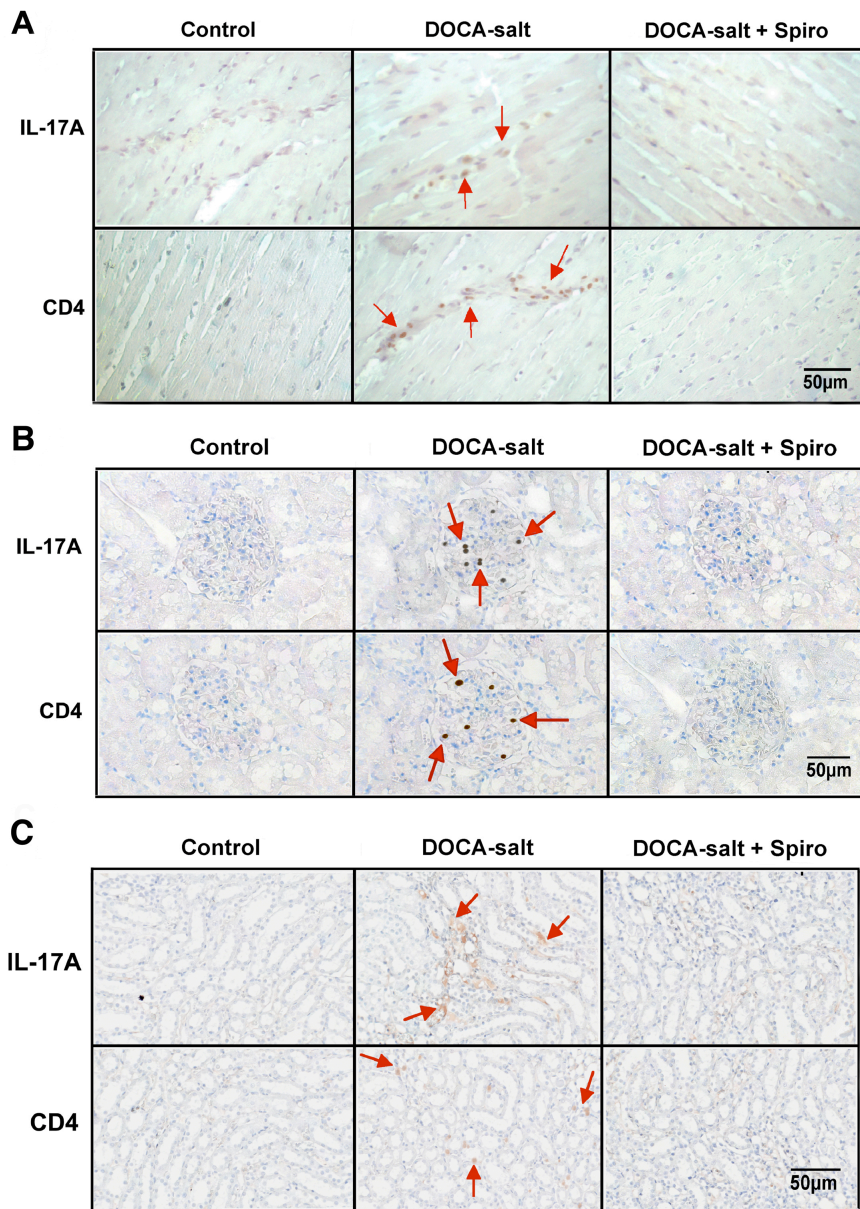 A
Control DOCA-salt DOCA-salt + Spiro
IL-17A
CD4
50µm
B
Control DOCA-salt DOCA-salt + Spiro
IL-17A
CD4
50µm
C
Control DOCA-salt DOCA-salt + Spiro
IL-17A
CD4
50µm